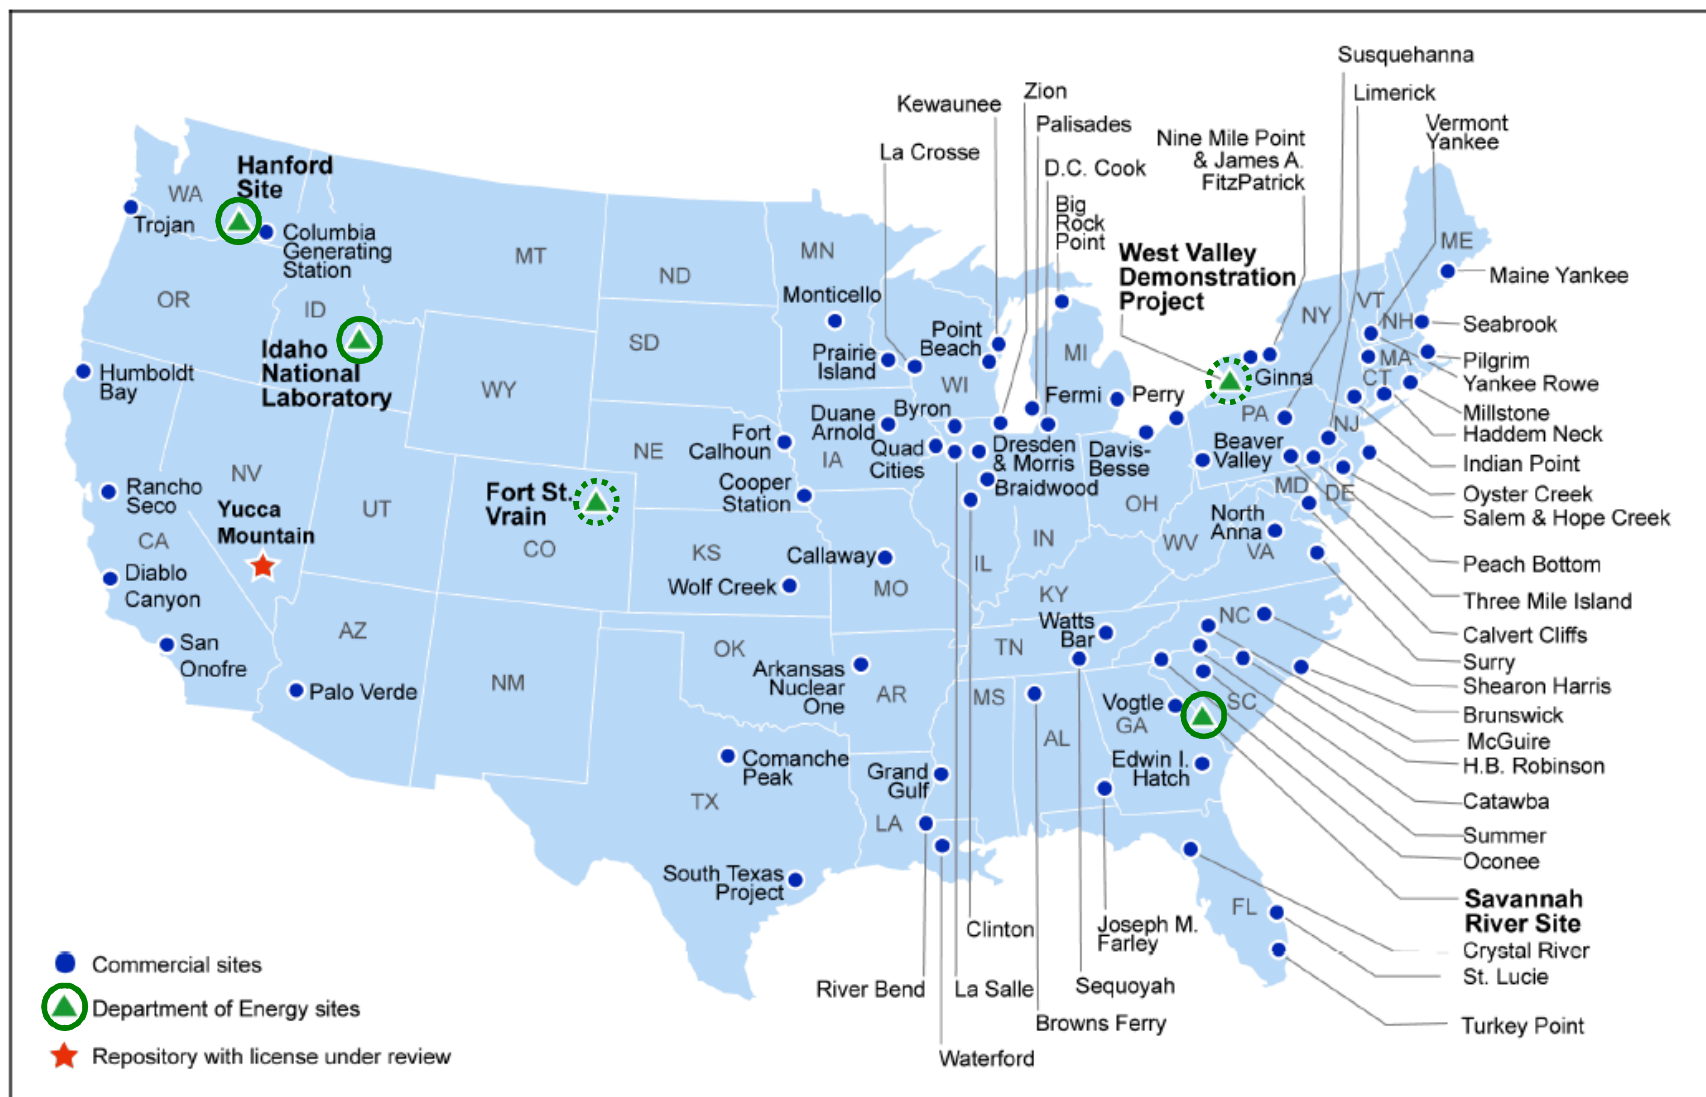 Susquehanna
Limerick
Vermont
Yankee
Zion
Kewaunee
Palisades
La Crosse
D.C. Cook
Big
Rock
Point
Nine Mile Point
& James A.
FitzPatrick
West Valley
Demonstration
Project
Hanford
Site
WA
Trojan
Columbia
Generating
Station
OR
ID
MT
ND
MN
Monticello
SD
Idaho
National
Laboratory
Humboldt
Bay
WY
Prairie
Island
Point
Beach
WI
MI
NY
VT
NH
ME
Maine Yankee
Seabrook
Pilgrim
MA
Yankee Rowe
CT
Ginna
Millstone
Haddem Neck
Indian Point
Oyster Creek
Salem & Hope Creek
Peach Bottom
Three Mile Island
Calvert Cliffs
Surry
Shearon Harris
Brunswick
McGuire
H.B. Robinson
Catawba
Summer
Oconee
Savannah
River Site
Crystal River
St. Lucie
Turkey Point
Fermi
Perry
PA
NJ
Duane
Arnold
Byron
Quad
Cities
IA
Fort
Calhoun
NE
Cooper
Station
Dresden
& Morris
Braidwood
Davis-
Besse
Beaver
Valley
OH
MD
DE
North
Anna
VA
WV
IN
IL
KY
NV
Rancho
Seco
Yucca
Mountain
CA
UT
Fort St.
Vrain
CO
KS
Callaway
Wolf Creek
MO
Diablo
Canyon
San
Onofre
AZ
Palo Verde
NM
OK
Arkansas
Nuclear
One
AR
TN
Watts
Bar
NC
SC
MS
AL
GA
Vogtle
Edwin I.
Hatch
Comanche
Peak
TX
Grand
Gulf
LA
South Texas
Project
FL
Clinton
Joseph M.
Farley
River Bend
La Salle
Sequoyah
Browns Ferry
Waterford
Commercial sites
Department of Energy sites
Repository with license under review